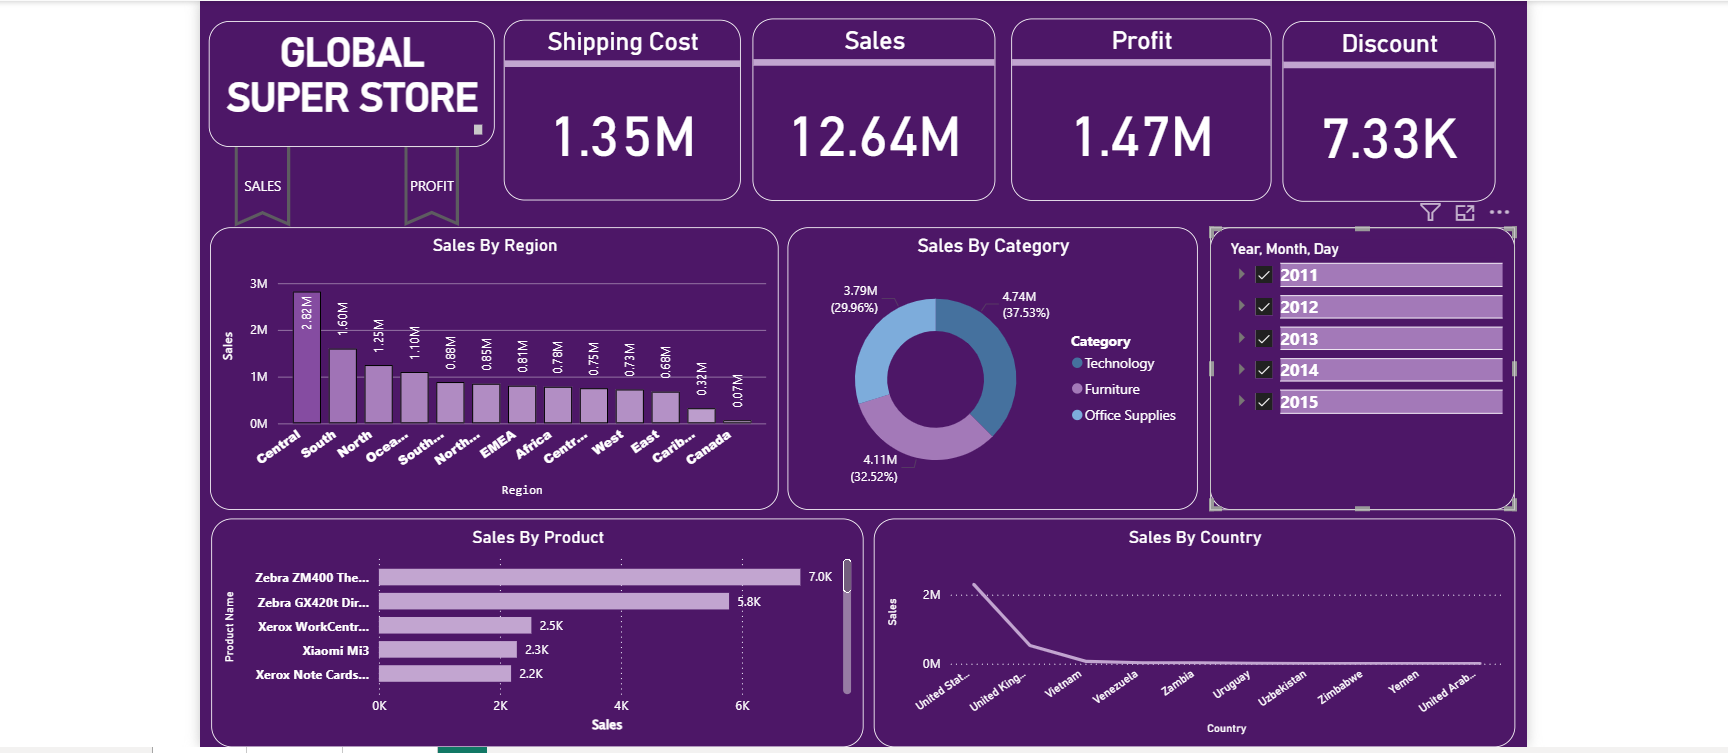 GLOBAL
SUPER STORE
Shipping Cost
1.35M
Sales
12.64M
Profit
1.47M
Discount
7.33K
SALES
PROFIT
Sales By Region
Sales
3M
2M
1M
0M
2.82M
1.60M
1.25M
1.10M
0.88M
0.85M
0.81M
0.78M
0.75M
0.73M
0.68M
0.32M
0.07M
Central
South
North
Ocea...
South...
North...
EMEA
Africa
Centr...
West
East
Carib...
Canada
Region
Sales By Category
3.79M
(29.96%)
4.74M
(37.53%)
4.11M
(32.52%)
Category
Technology
Furniture
Office Supplies
Year, Month, Day
2011
2012
2013
2014
2015
Sales By Product
Product Name
Zebra ZM400 The...
7.0K
Zebra GX420t Dir...
5.8K
Xerox WorkCentr...
2.5K
Xiaomi Mi3
2.3K
Xerox Note Cards...
2.2K
0K
2K
4K
6K
Sales
Sales By Country
Sales
2M
0M
United Stat...
United King...
Vietnam
Venezuela
Zambia
Uruguay
Uzbekistan
Zimbabwe
Yemen
United Arab...
Country